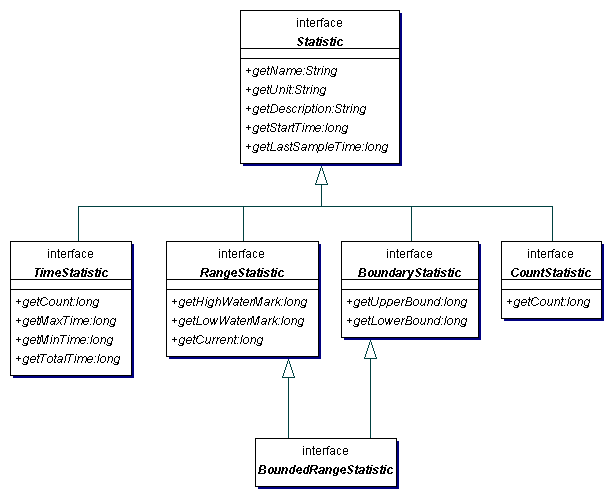 interface
Statistic
+getName:String
+getUnit:String
+getDescription:String
+getStartTime:long
+getLastSampleTime:long
interface
TimeStatistic
+getCount:long
+getMaxTime:long
+getMinTime:long
+getTotalTime:long
interface
RangeStatistic
+getHighWaterMark:long
+getLowWaterMark:long
+getCurrent:long
interface
BoundaryStatistic
+getUpperBound:long
+getLowerBound:long
interface
CountStatistic
+getCount:long
interface
BoundedRangeStatistic